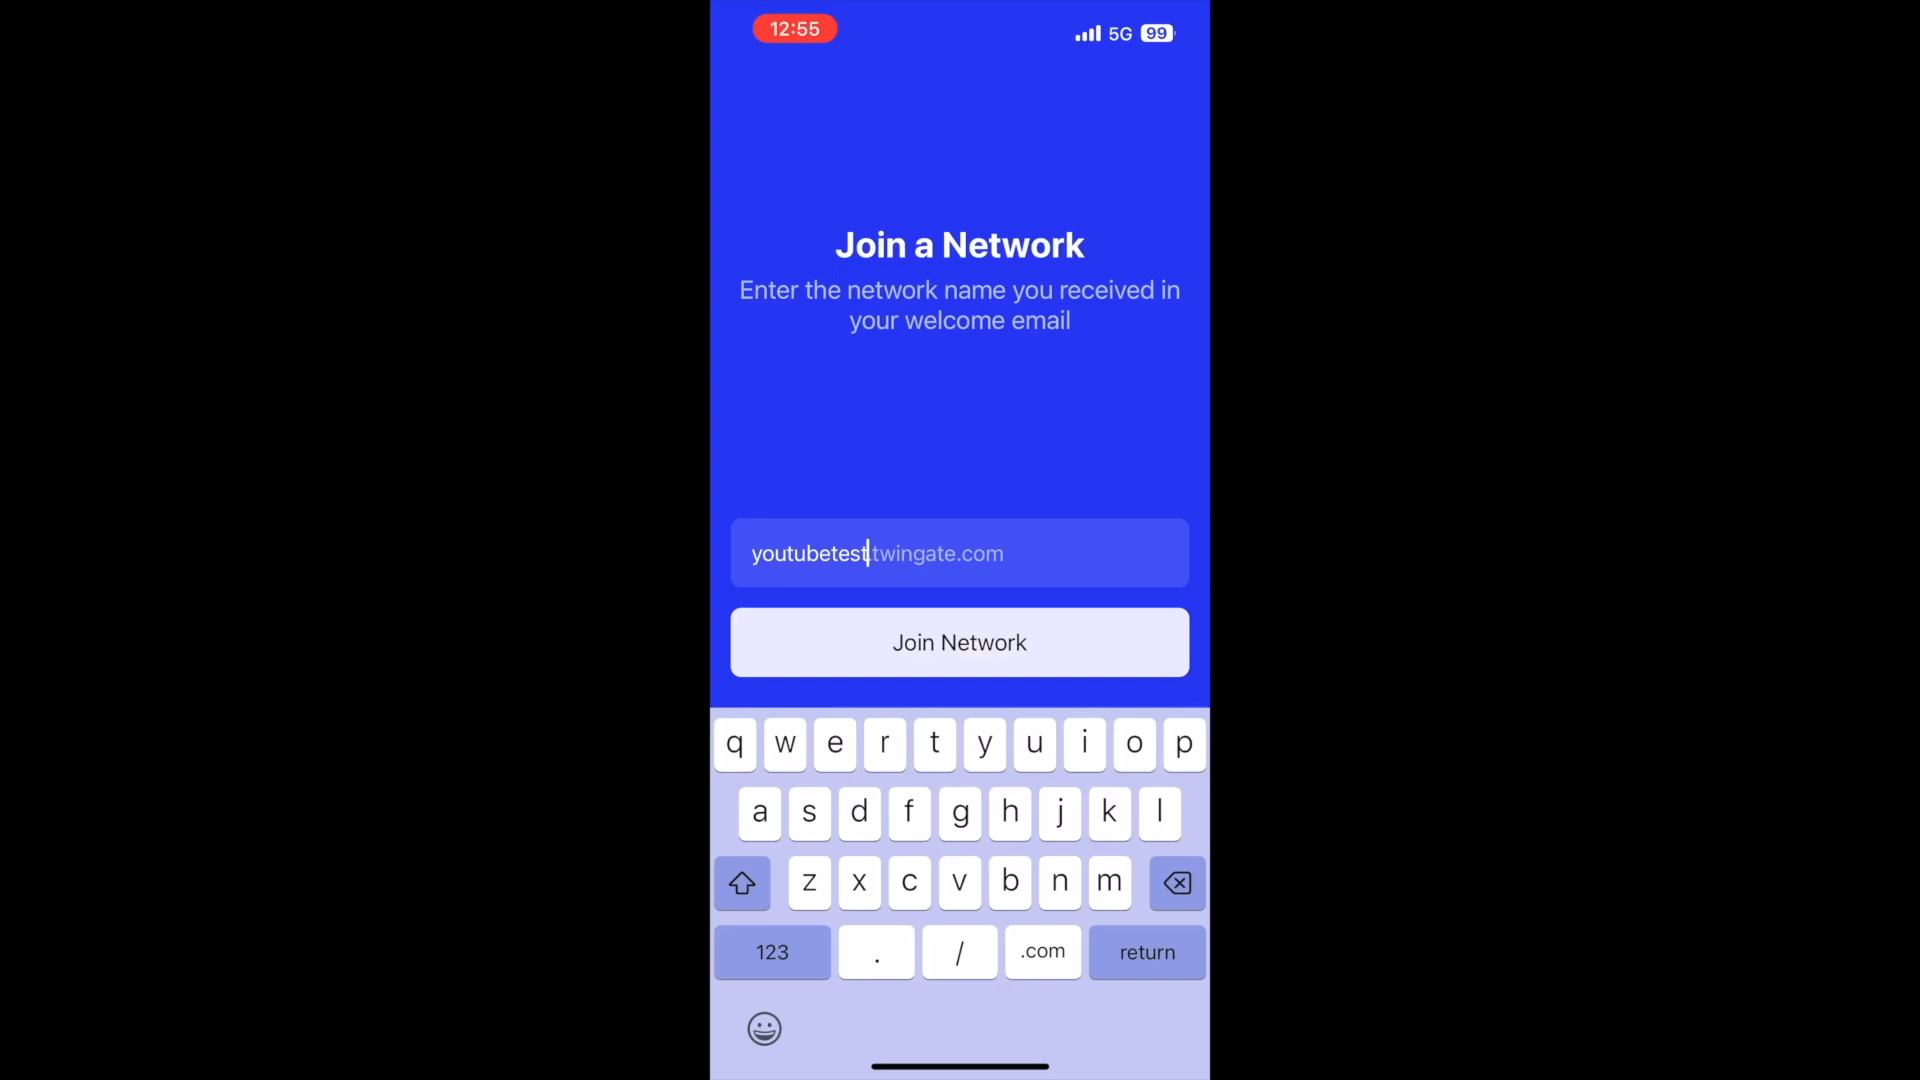 12:55
5G 99
Join a Network
Enter the network name you received in
your welcome email
youtubetest.twingate.com
Join Network
q w e r t y u i o p
a s d f g h j k l
z x c v b n m
123 . / .com return